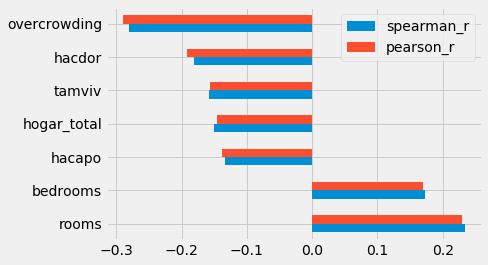 overcrowding
hacdor
tamviv
hogar_total
hacapo
bedrooms
rooms
spearman_r
pearson_r
−0.3 −0.2 −0.1 0.0 0.1 0.2